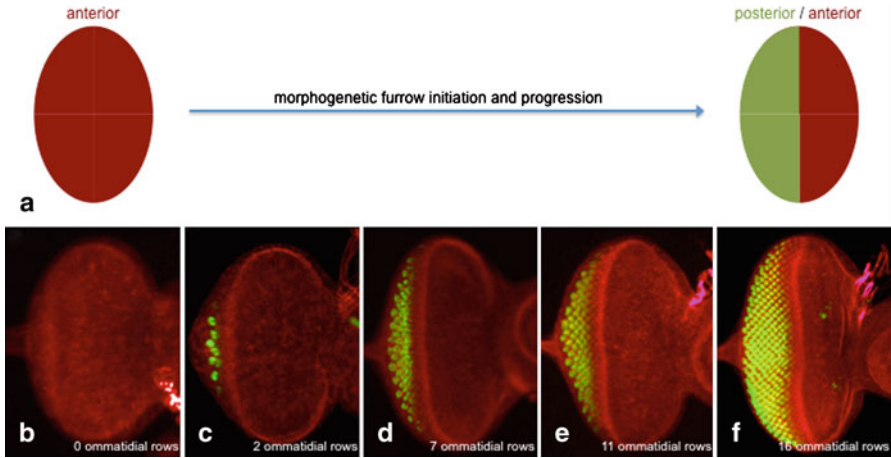 anterior
posterior / anterior
morphogenetic furrow initiation and progression
a
b
0 ommatidial rows
c
2 ommatidial rows
d
7 ommatidial rows
e
11 ommatidial rows
f
16 ommatidial rows